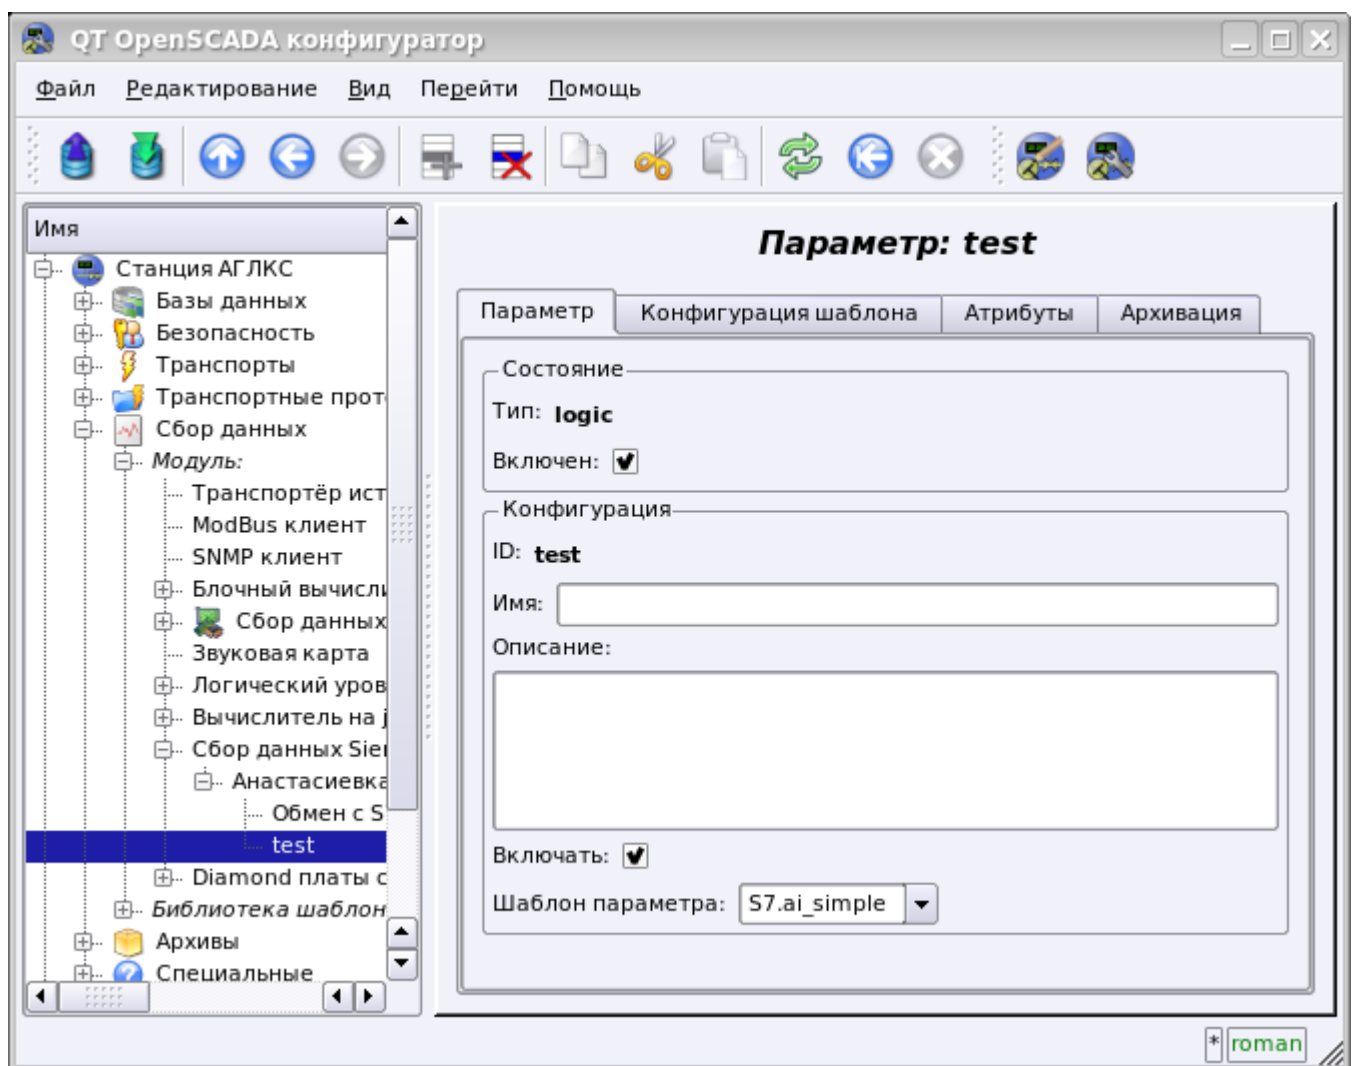 QT OpenSCADA конфигуратор
Файл Редактирование Вид Перейти Помощь
Имя
Станция АГЛКС
Базы данных
Безопасность
Транспорты
Транспортные прот
Сбор данных
Модуль:
Транспортёр ист
ModBus клиент
SNMP клиент
Блочный вычисли
Сбор данных
Звуковая карта
Логический уров
Вычислитель на j
Сбор данных Sie
Анастасиевка
Обмен с S
test
Diamond платы с
Библиотека шаблон
Архивы
Специальные
Параметр: test
Параметр Конфигурация шаблона Атрибуты Архивация
Состояние
Тип: logic
Включен:
Конфигурация
ID: test
Имя:
Описание:
Включать:
Шаблон параметра: S7.ai_simple
* roman